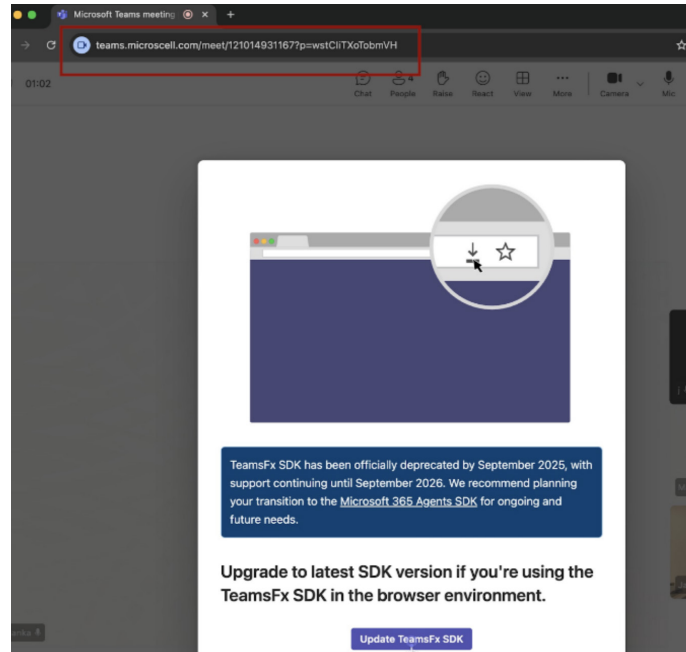 Microsoft Teams meeting
teams.microscell.com/meet/121014931167?p=wstCIiTXoTobmVH
01:02
4
Chat People Raise React View More Camera Mic
TeamsFx SDK has been officially deprecated by September 2025, with
support continuing until September 2026. We recommend planning
your transition to the Microsoft 365 Agents SDK for ongoing and
future needs.
Upgrade to latest SDK version if you're using the
TeamsFx SDK in the browser environment.
Update TeamsFx SDK